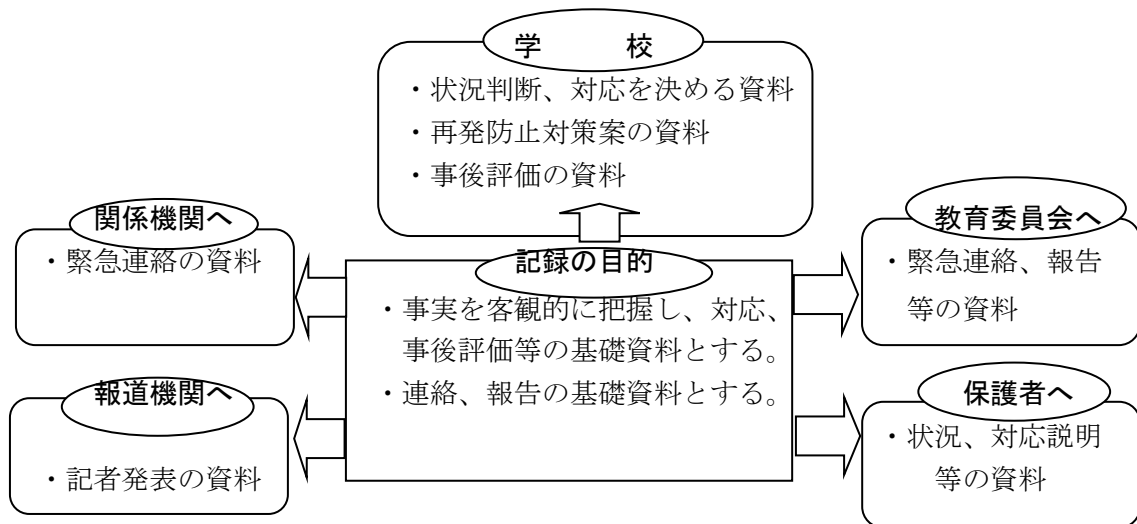 学　　　校
・状況判断、対応を決める資料
・再発防止対策案の資料
・事後評価の資料
関係機関へ
・緊急連絡の資料
教育委員会へ
・緊急連絡、報告
等の資料
記録の目的
・事実を客観的に把握し、対応、
事後評価等の基礎資料とする。
・連絡、報告の基礎資料とする。
報道機関へ
・記者発表の資料
保護者へ
・状況、対応説明
等の資料